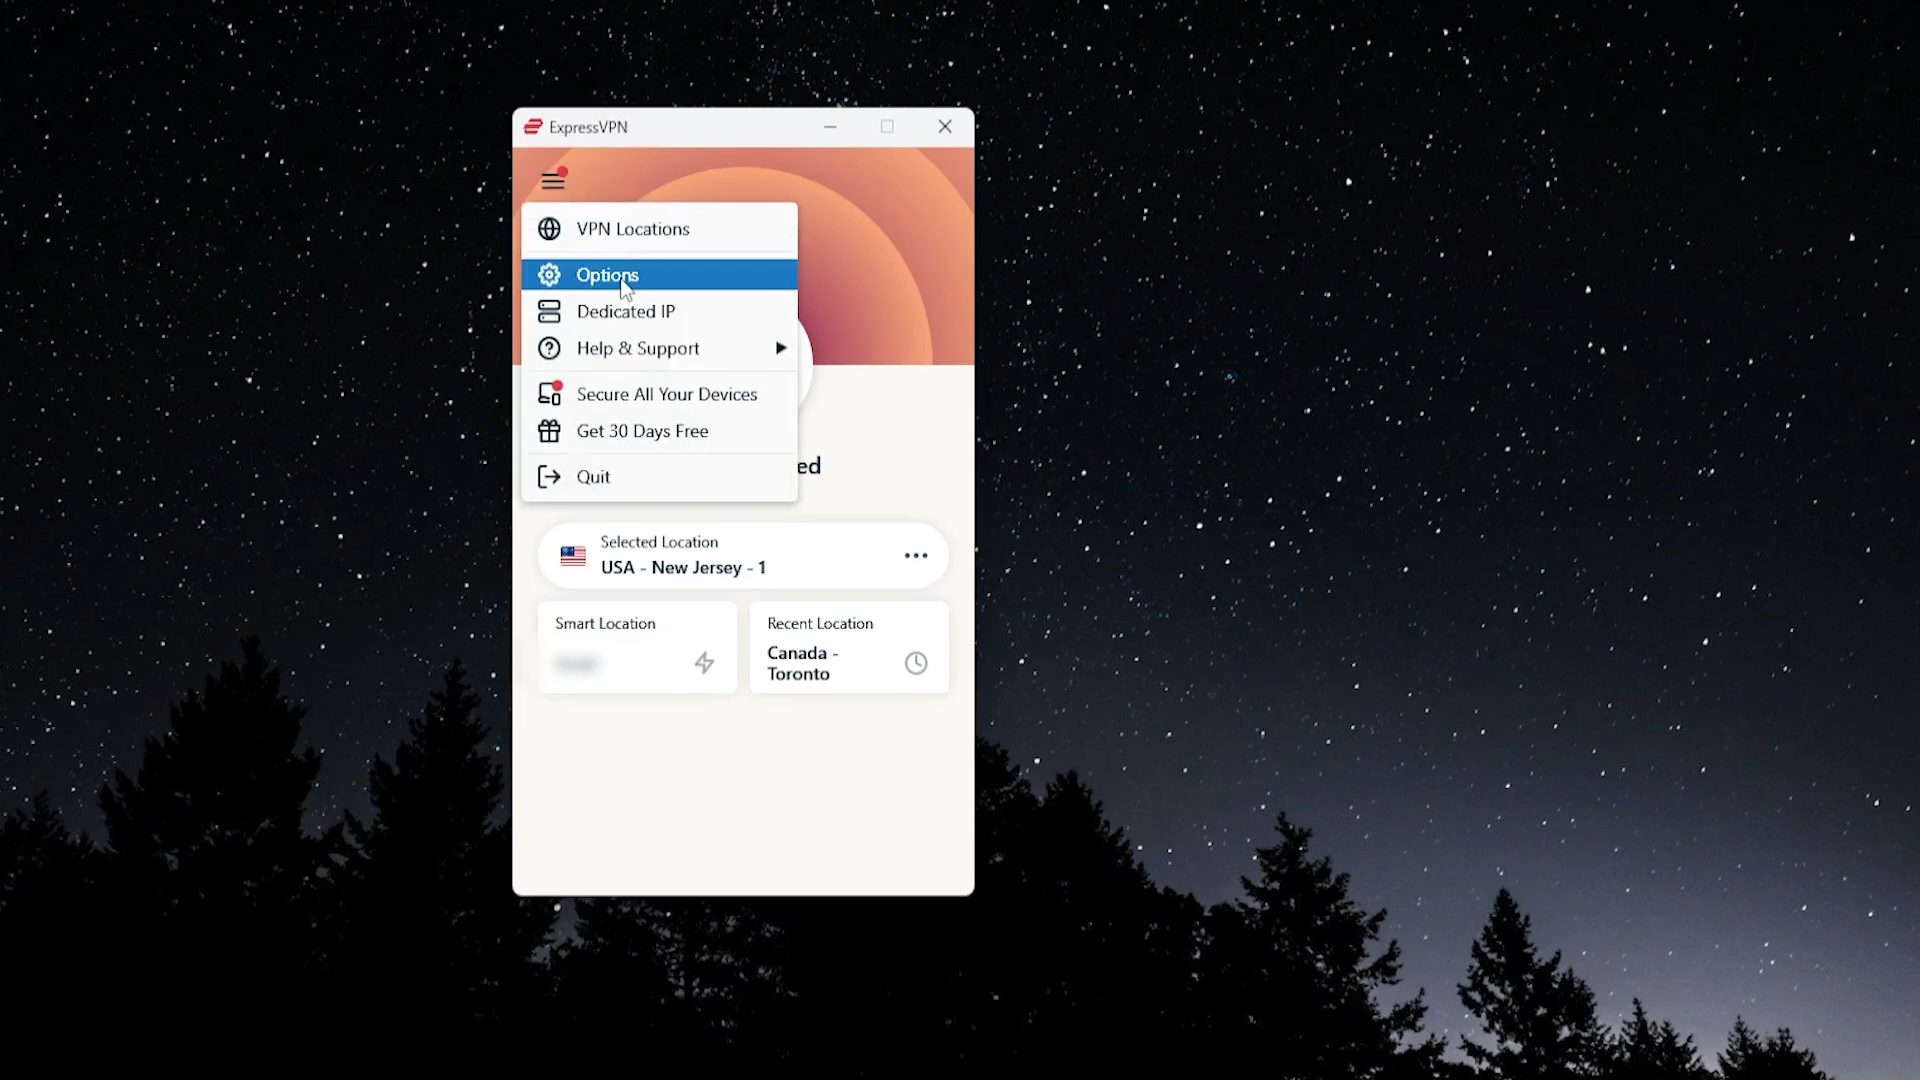 ExpressVPN
VPN Locations
Options
Dedicated IP
Help & Support
Secure All Your Devices
Get 30 Days Free
ed
Quit
Selected Location
USA - New Jersey - 1
Smart Location
Recent Location
Canada -
Toronto